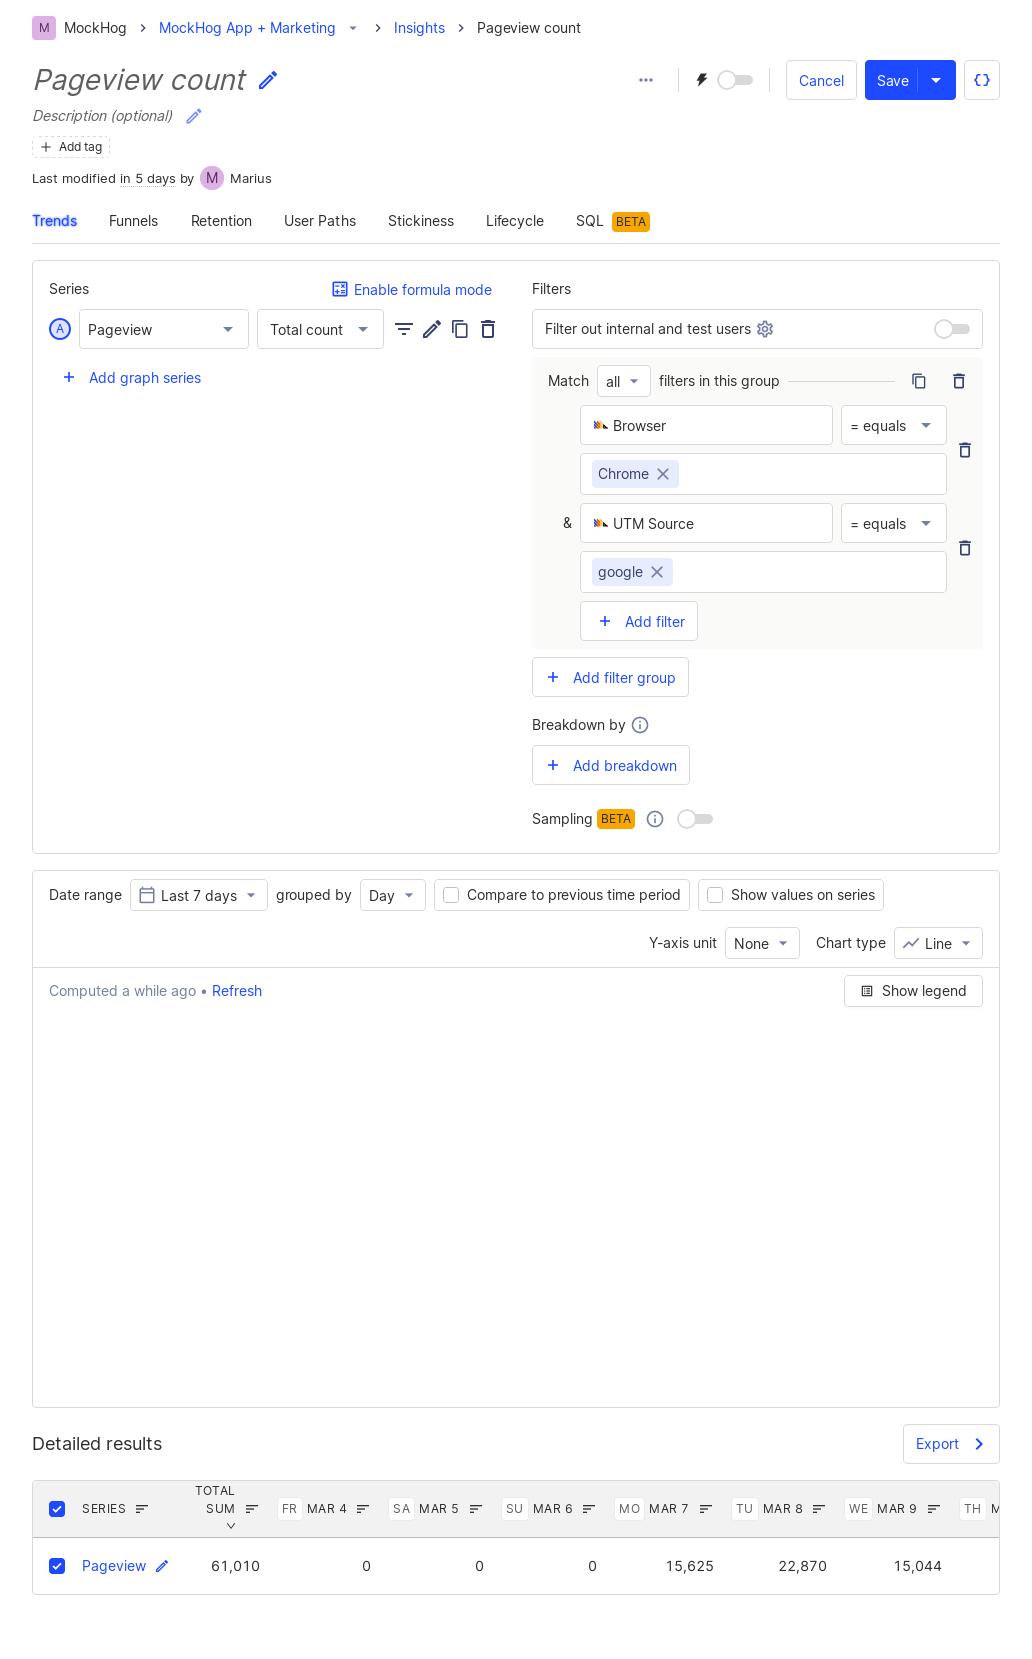 M MockHog > MockHog App + Marketing > Insights > Pageview count
Pageview count
Cancel
Save
{}
Description (optional)
Add tag
Last modified in 5 days by M Marius
Trends Funnels Retention User Paths Stickiness Lifecycle SQL BETA
Series
Enable formula mode
A Pageview Total count
Add graph series
Filters
Filter out internal and test users
Match all filters in this group
Browser = equals
Chrome
& UTM Source = equals
google
Add filter
Add filter group
Breakdown by
Add breakdown
Sampling BETA
Date range Last 7 days grouped by Day Compare to previous time period Show values on series
Y-axis unit None Chart type Line
Computed a while ago • Refresh
Show legend
Detailed results
Export
SERIES TOTAL SUM FR MAR 4 SA MAR 5 SU MAR 6 MO MAR 7 TU MAR 8 WE MAR 9 TH
Pageview 61,010 0 0 0 15,625 22,870 15,044